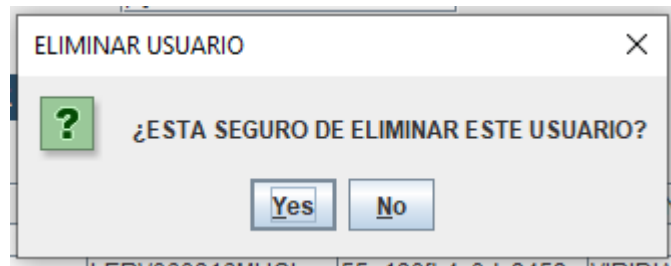 ELIMINAR USUARIO
¿ESTA SEGURO DE ELIMINAR ESTE USUARIO?
Yes
No